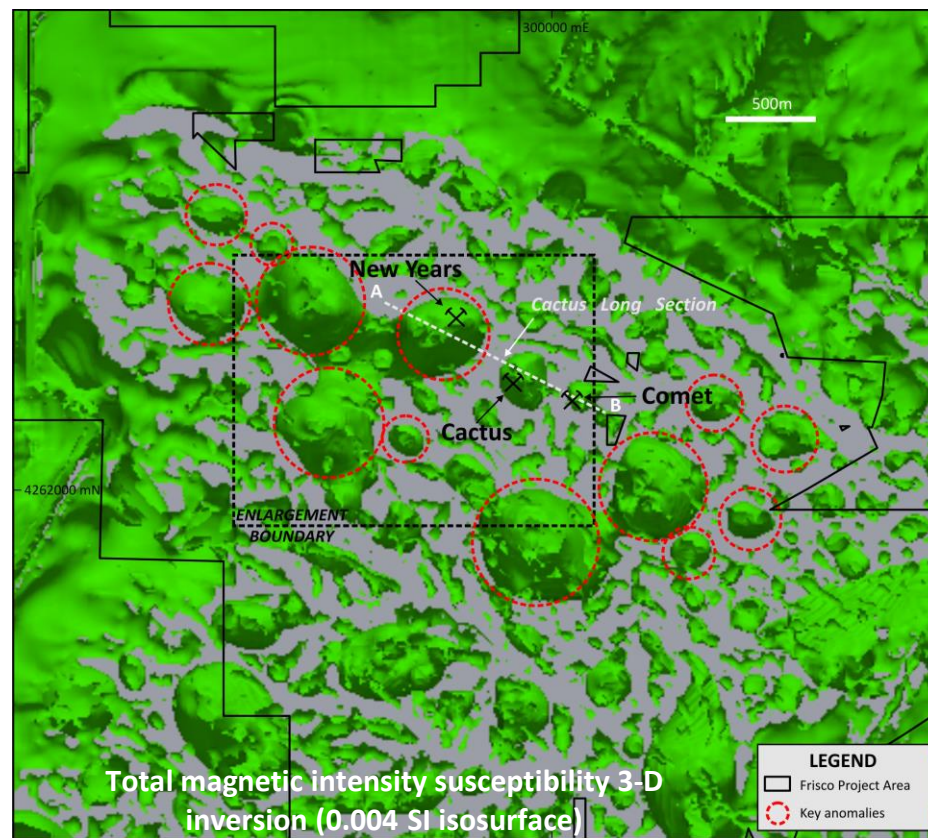 300000 mE
500m
New Years
A
Cactus Long Section
Comet
B
Cactus
4262000 mN
ENLARGEMENT
BOUNDARY
LEGEND
Frisco Project Area
Key anomalies
Total magnetic intensity susceptibility 3-D
inversion (0.004 SI isosurface)